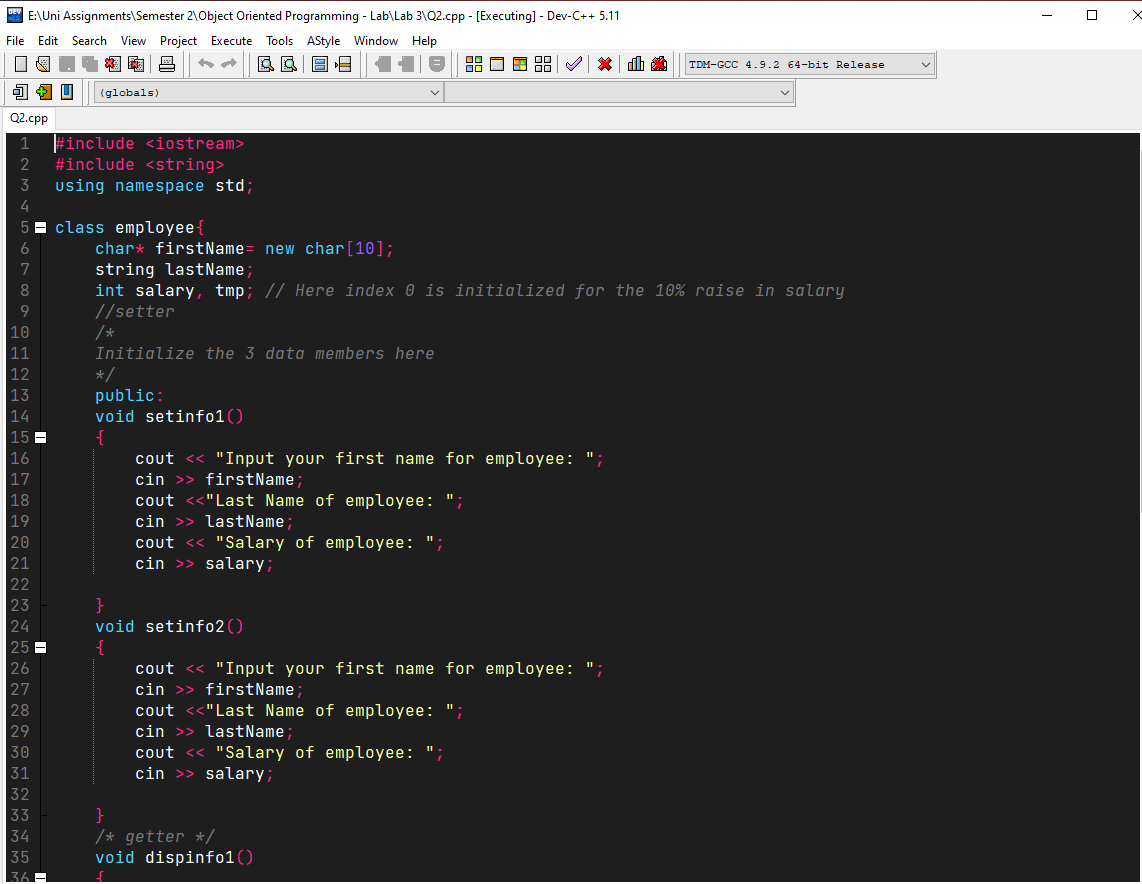 E:\Uni Assignments\Semester 2\Object Oriented Programming - Lab\Lab 3\Q2.cpp - [Executing] - Dev-C++ 5.11
File Edit Search View Project Execute Tools AStyle Window Help
TDM-GCC 4.9.2 64-bit Release
(globals)
Q2.cpp
1 #include <iostream>
2 #include <string>
3 using namespace std;
4
5 class employee{
6 char* firstName= new char[10];
7 string lastName;
8 int salary, tmp; // Here index 0 is initialized for the 10% raise in salary
9 //setter
10 /*
11 Initialize the 3 data members here
12 */
13 public:
14 void setinfo1()
15 {
16 cout << "Input your first name for employee: ";
17 cin >> firstName;
18 cout <<"Last Name of employee: ";
19 cin >> lastName;
20 cout << "Salary of employee: ";
21 cin >> salary;
22
23 }
24 void setinfo2()
25 {
26 cout << "Input your first name for employee: ";
27 cin >> firstName;
28 cout <<"Last Name of employee: ";
29 cin >> lastName;
30 cout << "Salary of employee: ";
31 cin >> salary;
32
33 }
34 /* getter */
35 void dispinfo1()
36 {